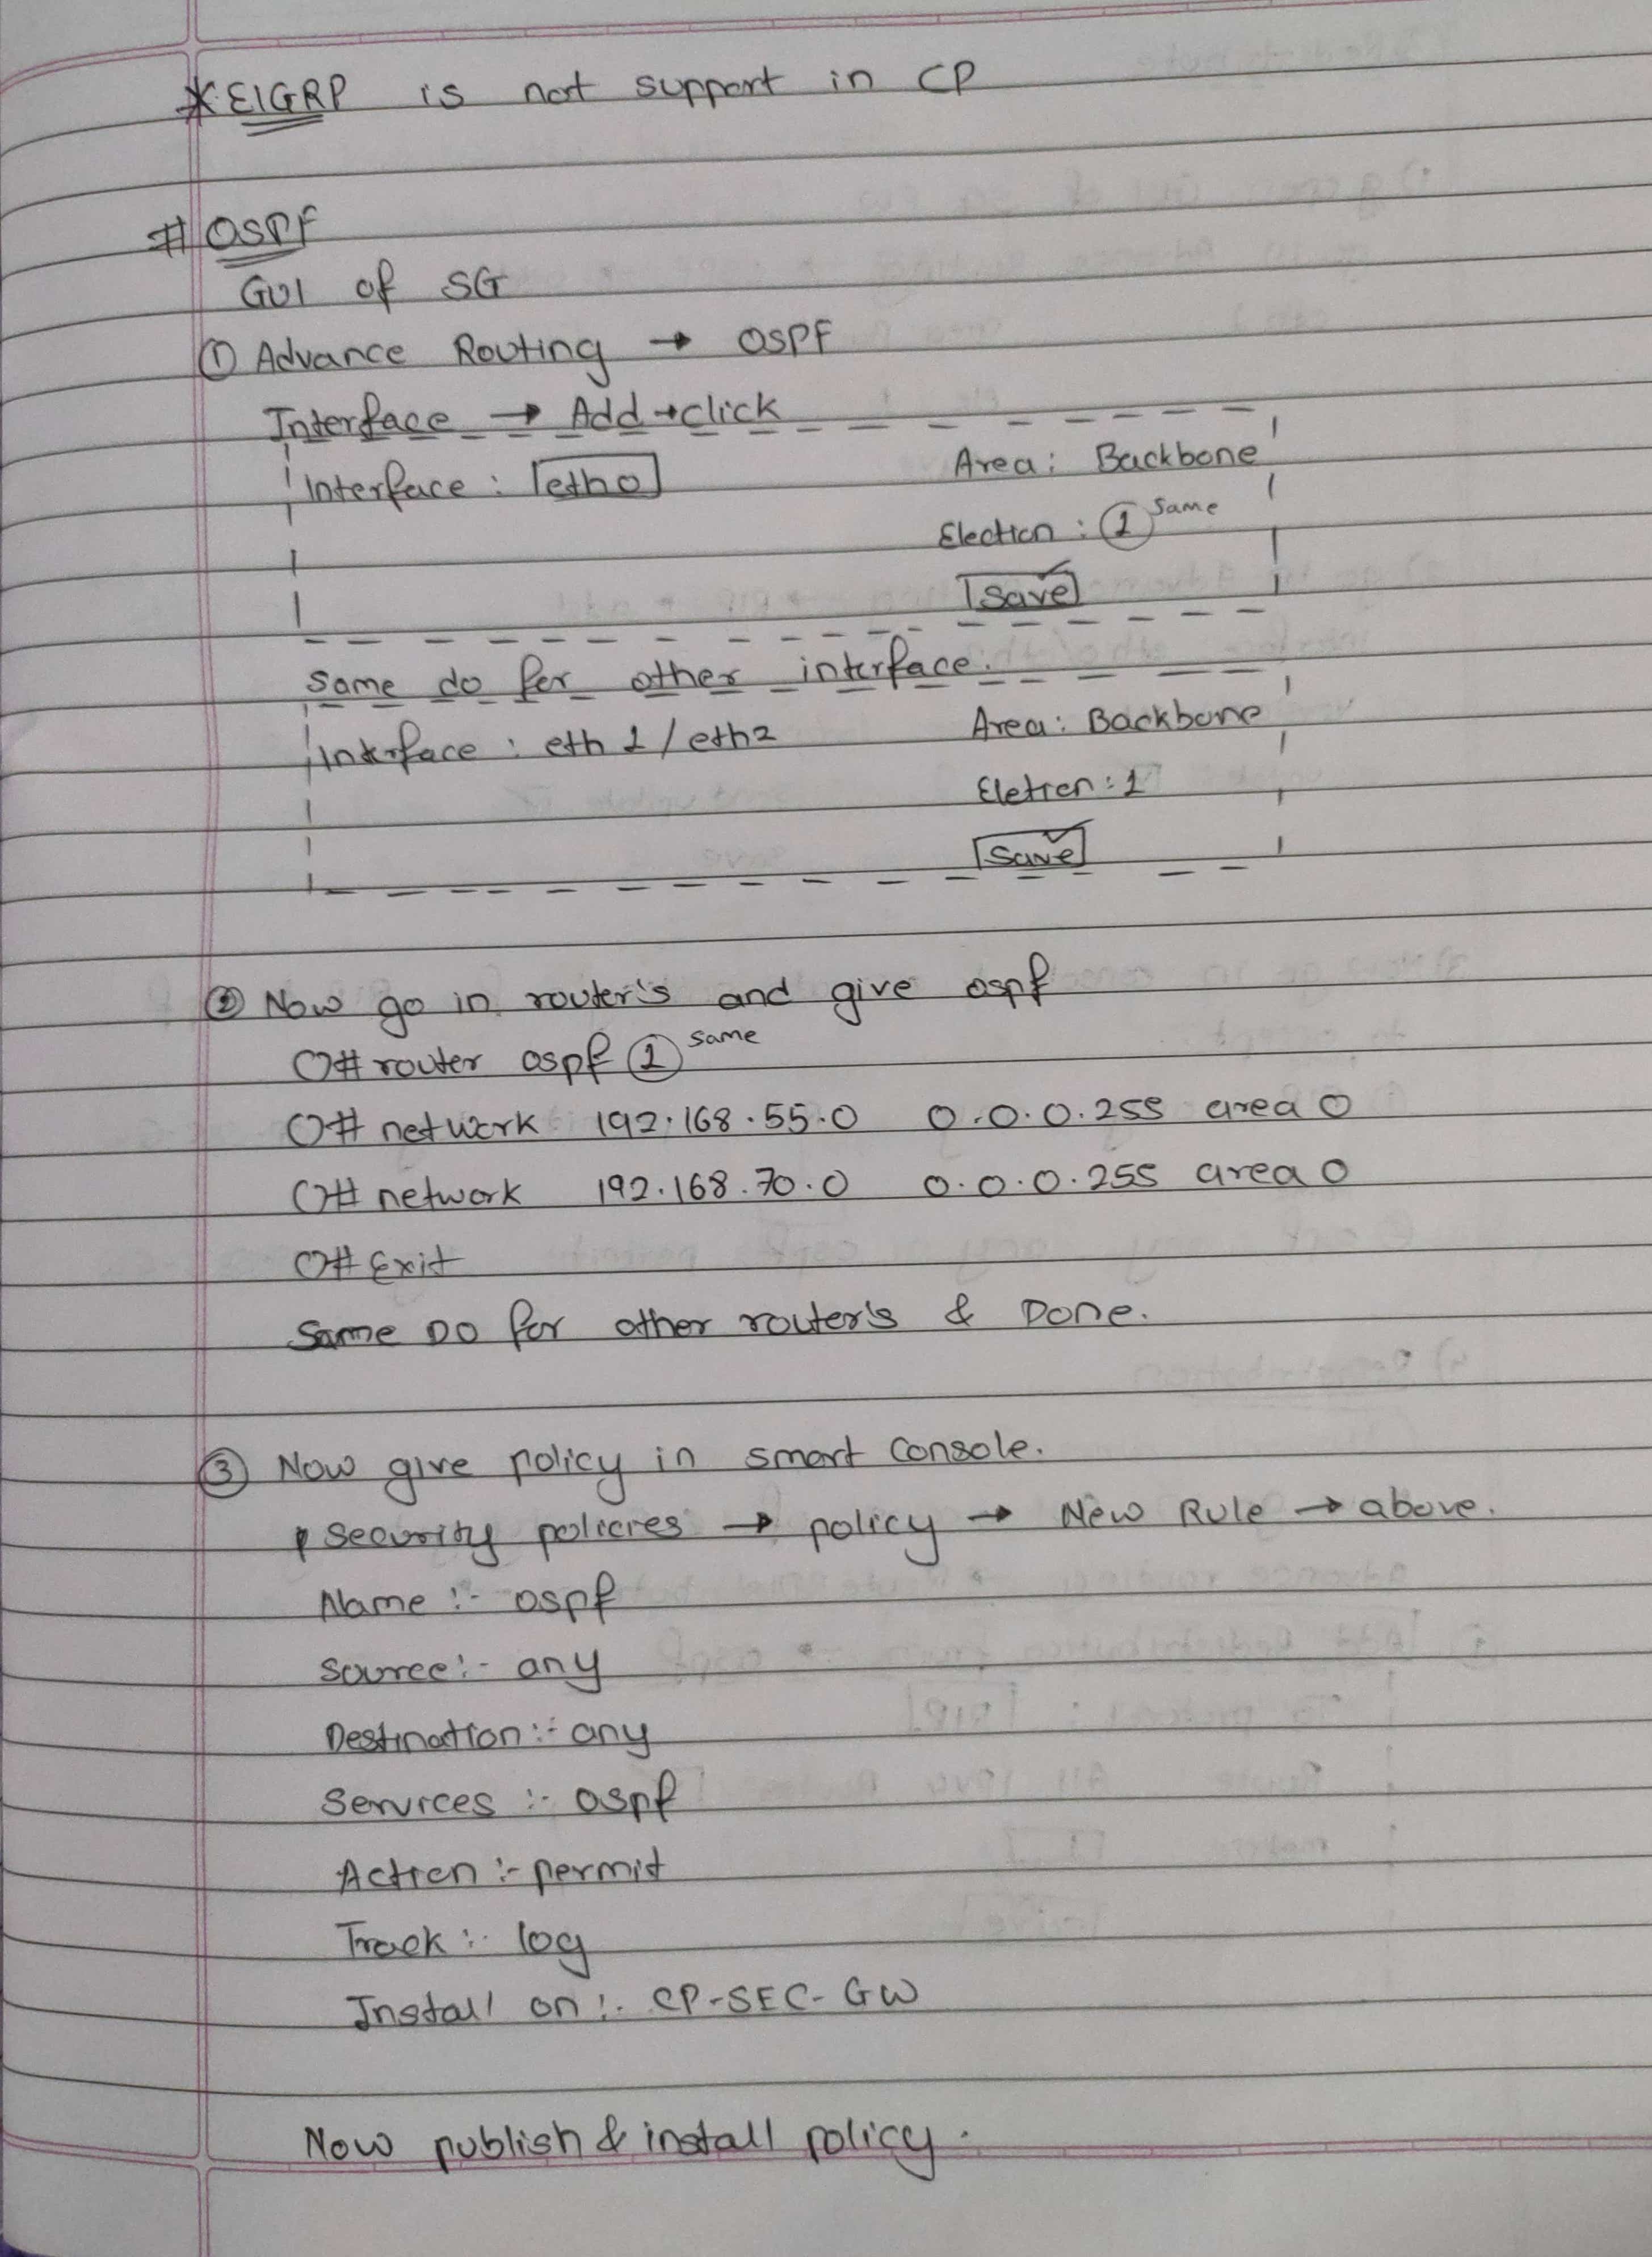 * EIGRP is not support in CP
# OSPF
GUI of SG
① Advance Routing → OSPF
Interface → Add → click
Interface : eth0 Area : Backbone
Election : ① same
Save
same do for other interface.
Interface : eth 1 / eth2 Area : Backbone
Eletion : 1
Save
② Now go in router's and give ospf
()# router ospf ① same
()# network 192.168.55.0 0.0.0.255 area 0
()# network 192.168.70.0 0.0.0.255 area 0
()# Exit
Same DO for other router's & Done.
③ Now give policy in smart console.
Security policies → policy → New Rule → above.
Name :- ospf
Source :- any
Destination :- any
Services :- ospf
Action :- permit
Track :- log
Install on :- CP-SEC-GW
Now publish & install policy.